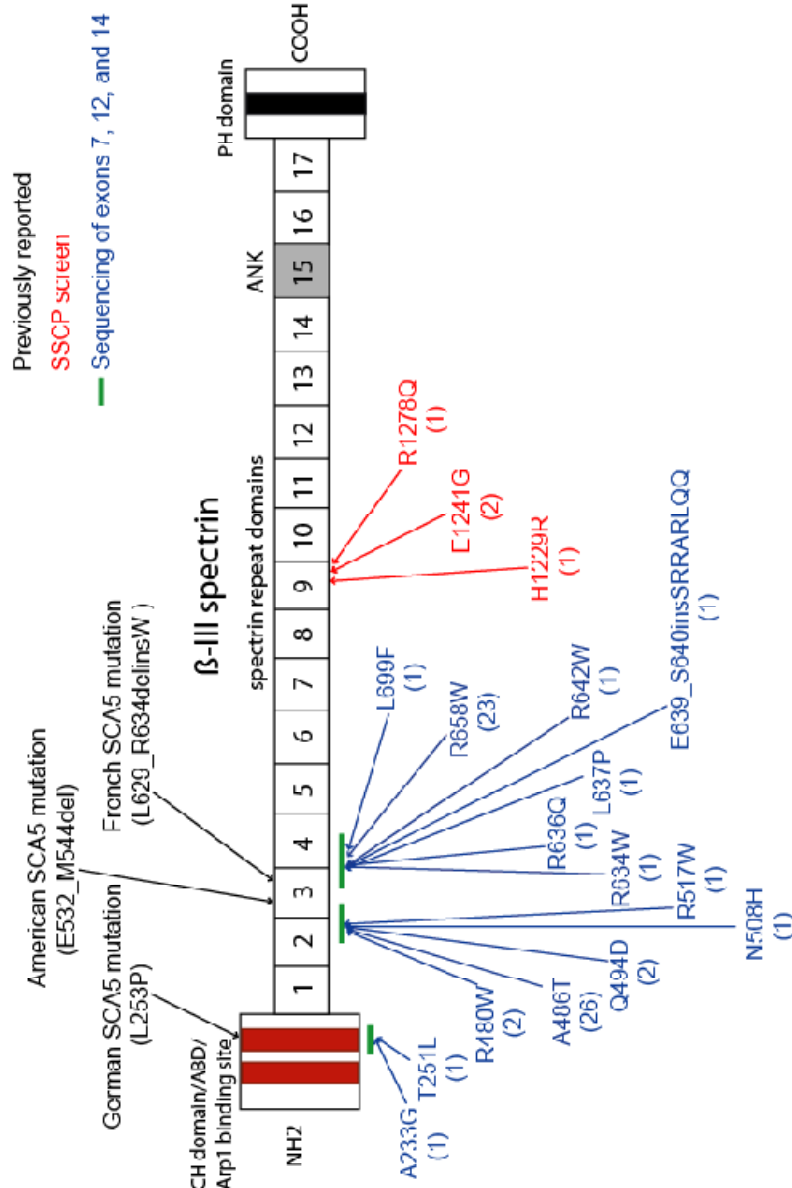 Previously reported
SSCP screen
Sequencing of exons 7, 12, and 14
American SCA5 mutation
(E532_M544del)
French SCA5 mutation
(L629_R634delinsW )
German SCA5 mutation
(L253P)
ß-III spectrin
CH domain/ABD/
Arp1 binding site
spectrin repeat domains
ANK
PH domain
NH2
1 2 3 4 5 6 7 8 9 10 11 12 13 14 15 16 17
COOH
A233G
(1)
T251L
(1)
R480W
(2)
A486T
(26)
Q494D
(2)
N508H
(1)
R517W
(1)
R634W
(1)
R636Q
(1)
L637P
(1)
E639_S640insSRRARLQQ
(1)
R642W
(1)
R658W
(23)
L699F
(1)
H1229R
(1)
E1241G
(2)
R1278Q
(1)